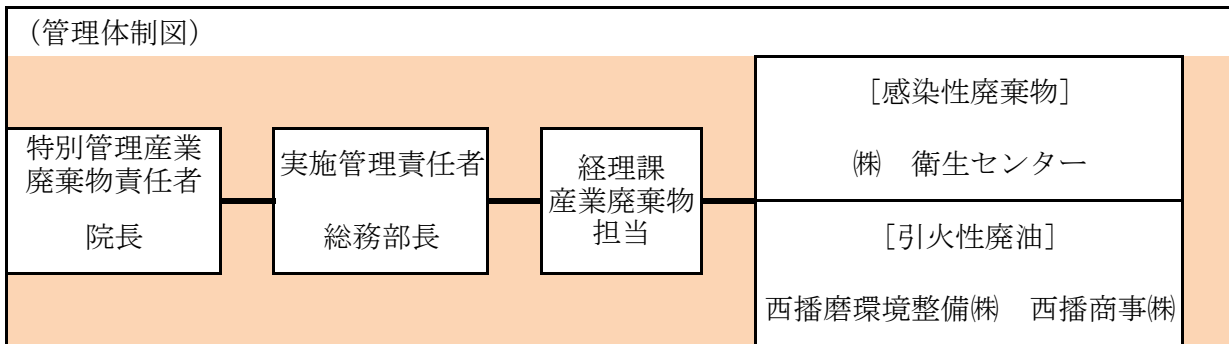 （管理体制図）
特別管理産業
廃棄物責任者
院長
実施管理責任者
総務部長
経理課
産業廃棄物
担当
［感染性廃棄物］
㈱　衛生センター
［引火性廃油］
西播磨環境整備㈱　西播商事㈱